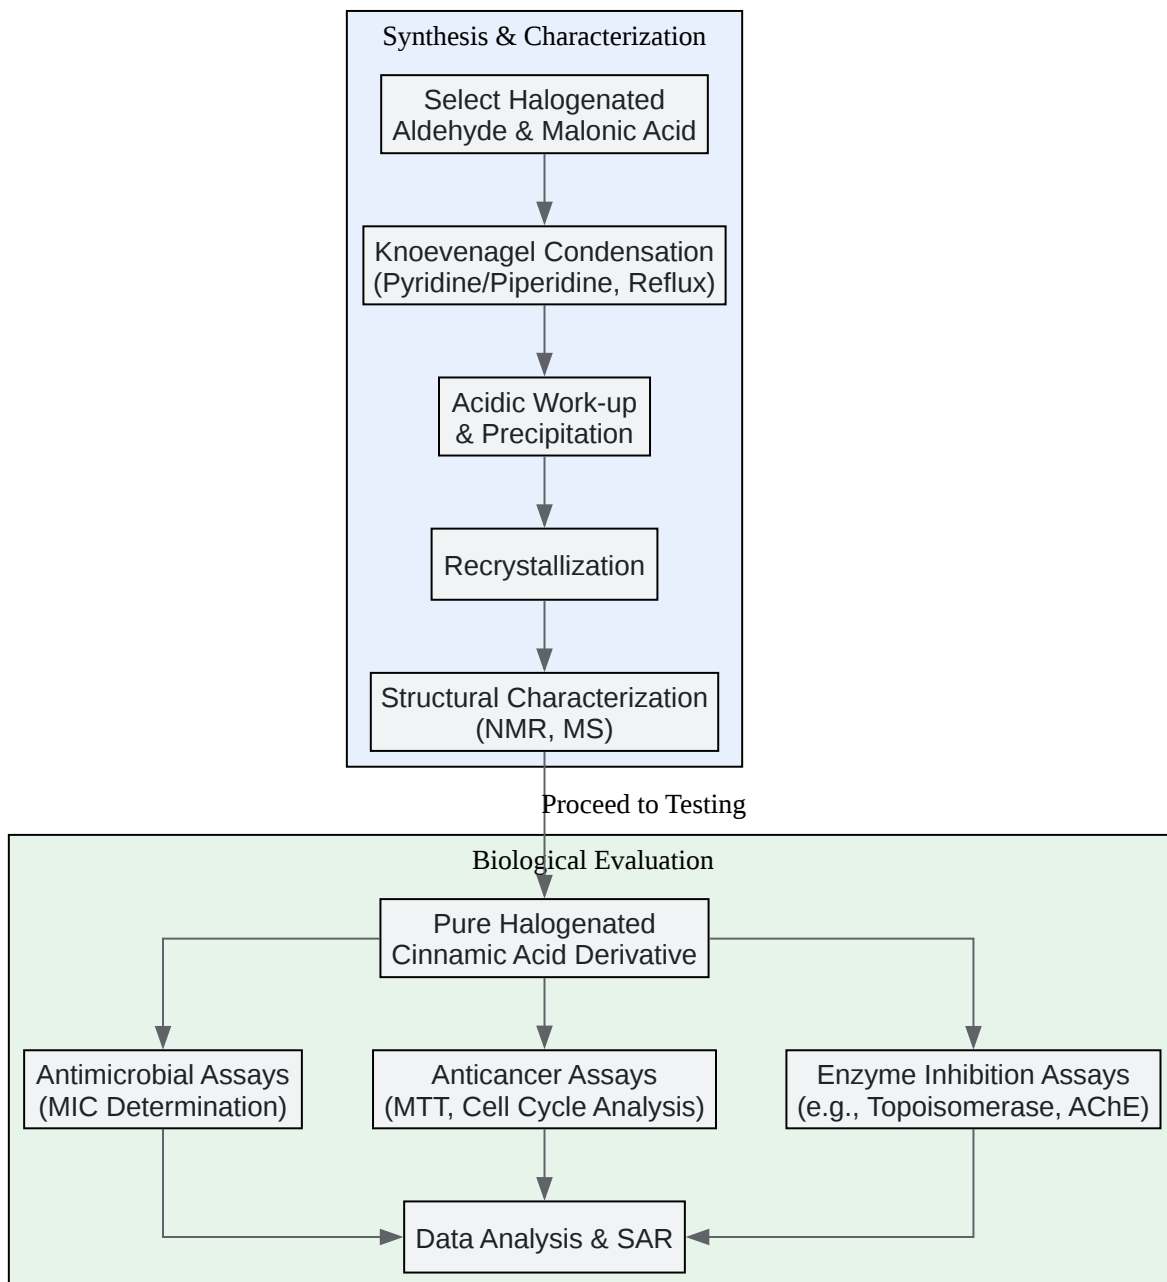 Synthesis & Characterization
Select Halogenated
Aldehyde & Malonic Acid
Knoevenagel Condensation
(Pyridine/Piperidine, Reflux)
Acidic Work-up
& Precipitation
Recrystallization
Structural Characterization
(NMR, MS)
Proceed to Testing
Biological Evaluation
Pure Halogenated
Cinnamic Acid Derivative
Antimicrobial Assays
(MIC Determination)
Anticancer Assays
(MTT, Cell Cycle Analysis)
Enzyme Inhibition Assays
(e.g., Topoisomerase, AChE)
Data Analysis & SAR